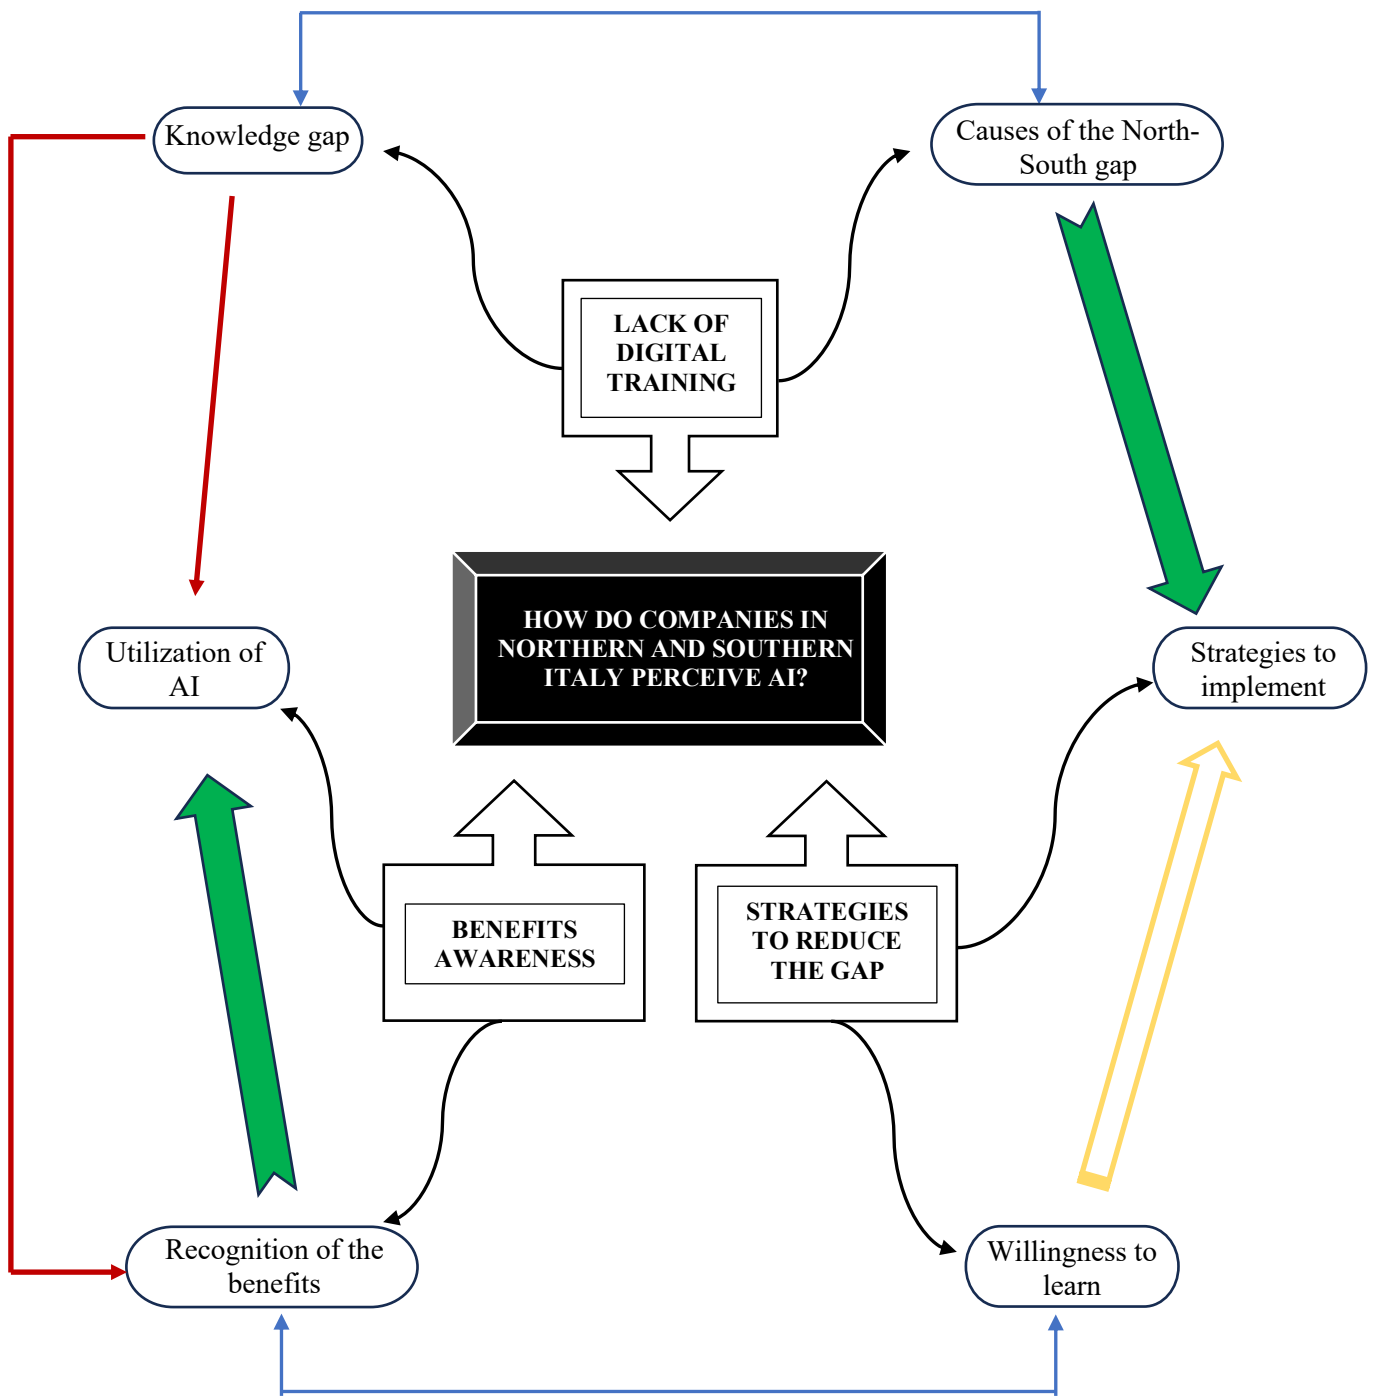 Knowledge gap
Causes of the North-
South gap
LACK OF
DIGITAL
TRAINING
HOW DO COMPANIES IN
NORTHERN AND SOUTHERN
ITALY PERCEIVE AI?
Utilization of
AI
Strategies to
implement
BENEFITS
AWARENESS
STRATEGIES
TO REDUCE
THE GAP
Recognition of the
benefits
Willingness to
learn